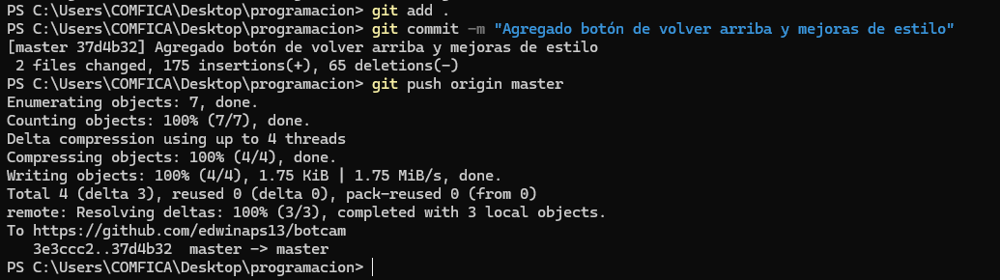 PS C:\Users\COMFICA\Desktop\programacion> git add .
PS C:\Users\COMFICA\Desktop\programacion> git commit -m "Agregado botón de volver arriba y mejoras de estilo"
[master 37d4b32] Agregado botón de volver arriba y mejoras de estilo
 2 files changed, 175 insertions(+), 65 deletions(-)
PS C:\Users\COMFICA\Desktop\programacion> git push origin master
Enumerating objects: 7, done.
Counting objects: 100% (7/7), done.
Delta compression using up to 4 threads
Compressing objects: 100% (4/4), done.
Writing objects: 100% (4/4), 1.75 KiB | 1.75 MiB/s, done.
Total 4 (delta 3), reused 0 (delta 0), pack-reused 0 (from 0)
remote: Resolving deltas: 100% (3/3), completed with 3 local objects.
To https://github.com/edwinaps13/botcam
   3e3ccc2..37d4b32  master -> master
PS C:\Users\COMFICA\Desktop\programacion>